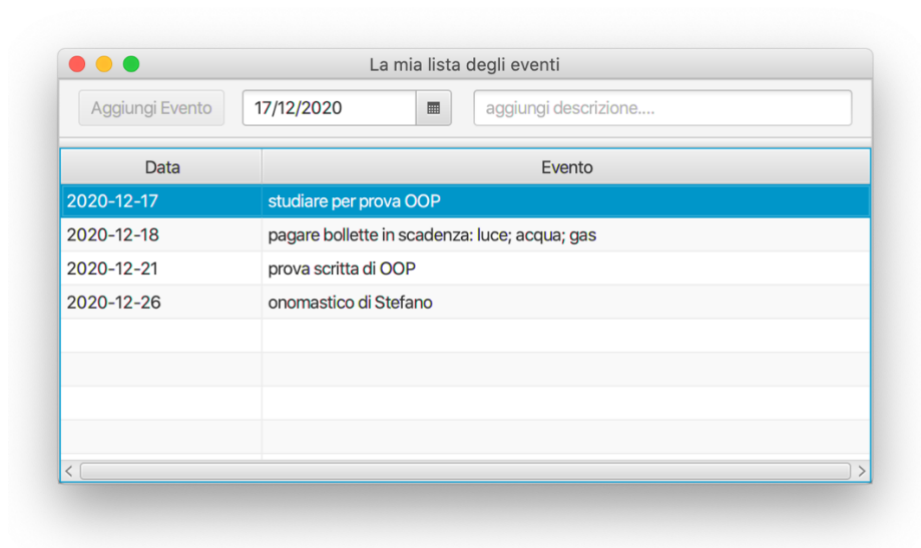 La mia lista degli eventi
Aggiungi Evento 17/12/2020 aggiungi descrizione....
Data Evento
2020-12-17 studiare per prova OOP
2020-12-18 pagare bollette in scadenza: luce; acqua; gas
2020-12-21 prova scritta di OOP
2020-12-26 onomastico di Stefano